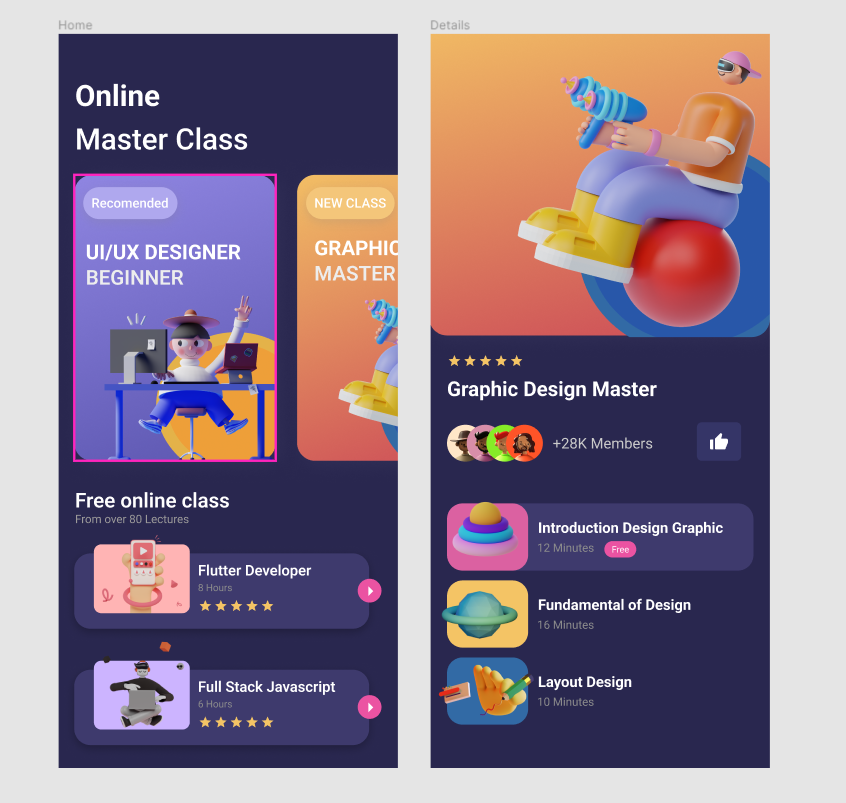 Home
Online
Master Class
Recomended
UI/UX DESIGNER
BEGINNER
NEW CLASS
GRAPHIC
MASTER
Free online class
From over 80 Lectures
Flutter Developer
8 Hours
Full Stack Javascript
6 Hours
Details
Graphic Design Master
+28K Members
Introduction Design Graphic
12 Minutes Free
Fundamental of Design
16 Minutes
Layout Design
10 Minutes